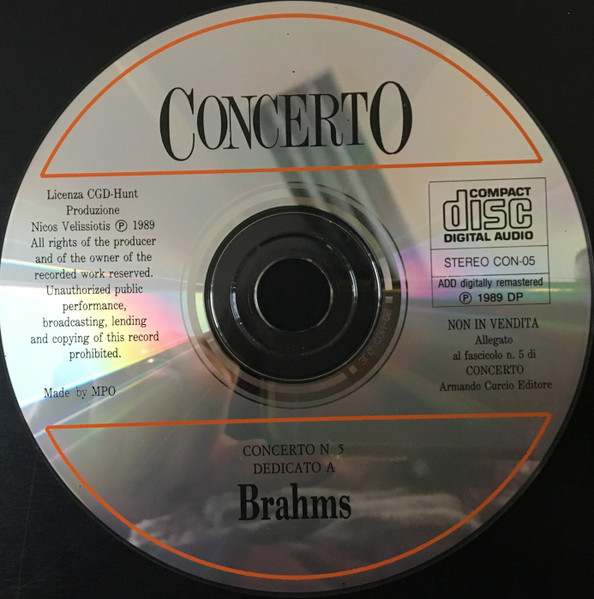 CONCERTO
Licenza CGD-Hunt
Produzione
Nicos Velissiotis Ⓟ 1989
All rights of the producer
and of the owner of the
recorded work reserved.
Unauthorized public
performance,
broadcasting, lending
and copying of this record
prohibited.
Made by MPO
COMPACT
disc
DIGITAL AUDIO
STEREO CON-05
ADD digitally remastered
Ⓟ 1989 DP
NON IN VENDITA
Allegato
al fascicolo n. 5 di
CONCERTO
Armando Curcio Editore
CONCERTO N. 5
DEDICATO A
Brahms